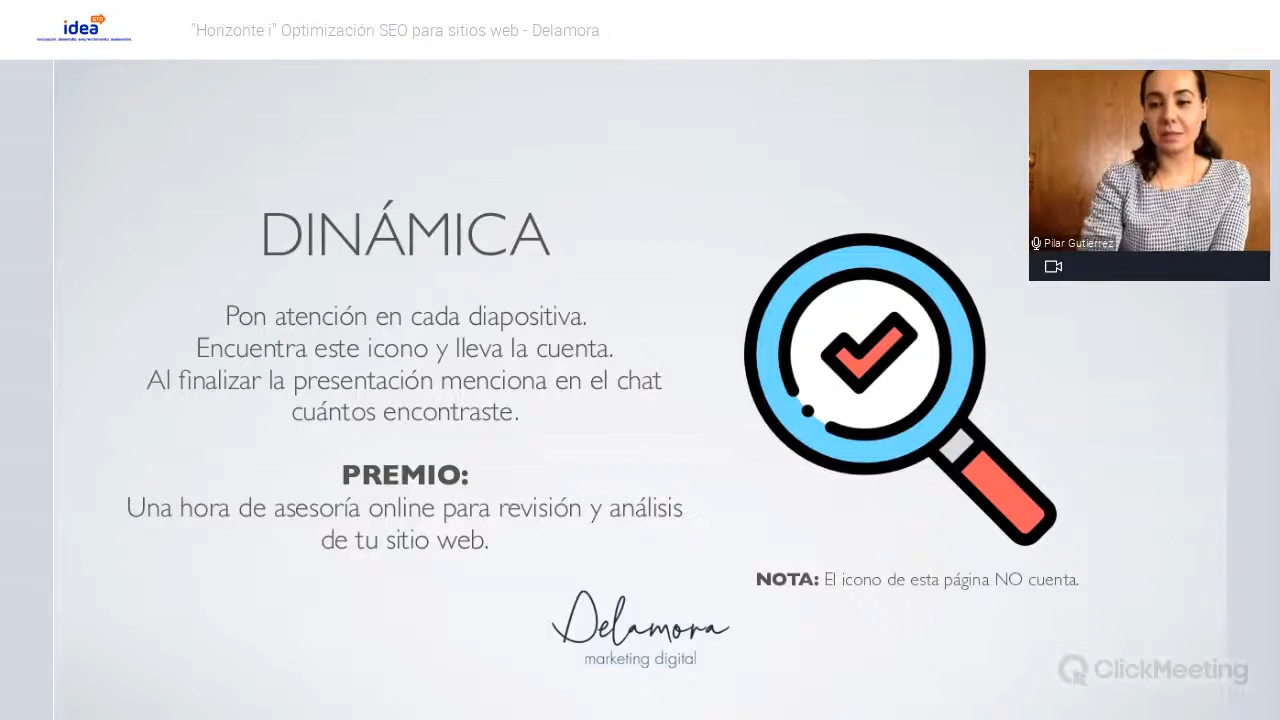 idea
GTO
"Horizonte i" Optimización SEO para sitios web - Delamora
Pilar Gutierrez
DINÁMICA
Pon atención en cada diapositiva.
Encuentra este icono y lleva la cuenta.
Al finalizar la presentación menciona en el chat
cuántos encontraste.
PREMIO:
Una hora de asesoría online para revisión y análisis
de tu sitio web.
NOTA: El icono de esta página NO cuenta.
Delamora
marketing digital
ClickMeeting